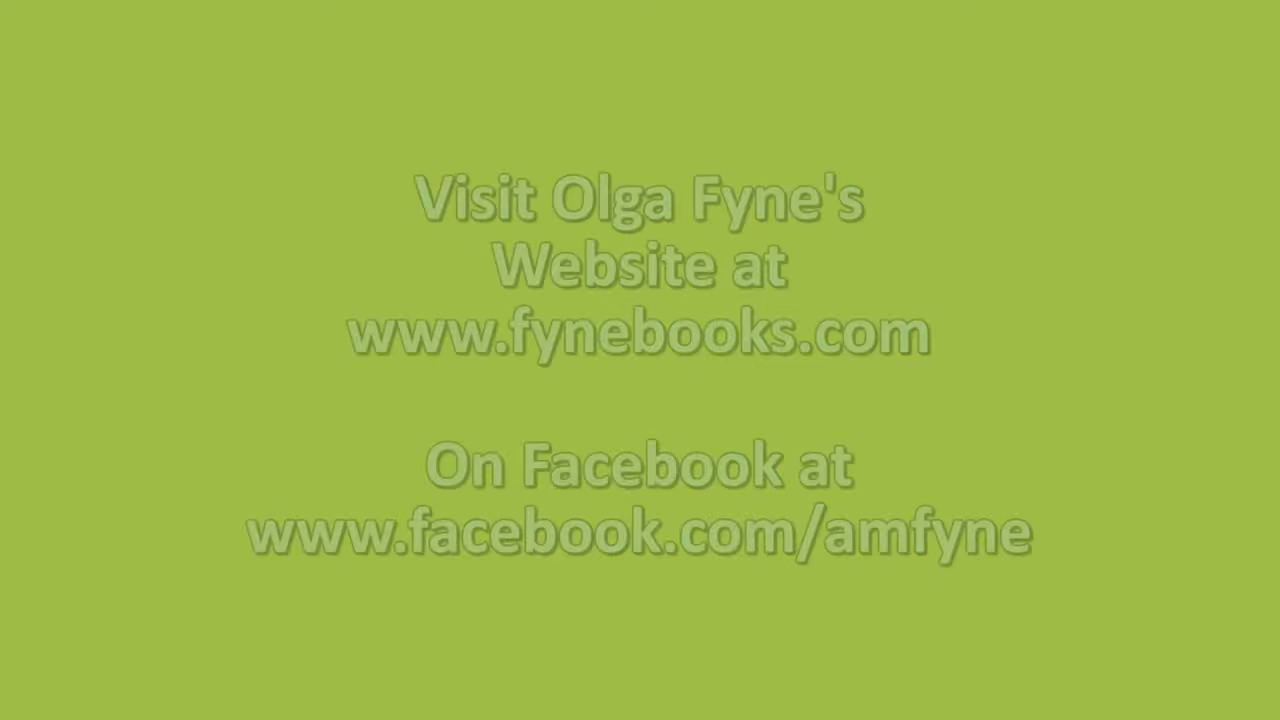 Visit Olga Fyne's
Website at
www.fynebooks.com
On Facebook at
www.facebook.com/amfyne